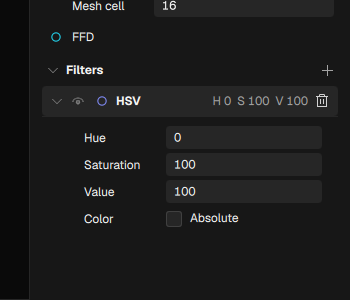 Mesh cell 16
FFD
Filters
HSV H 0 S 100 V 100
Hue 0
Saturation 100
Value 100
Color Absolute